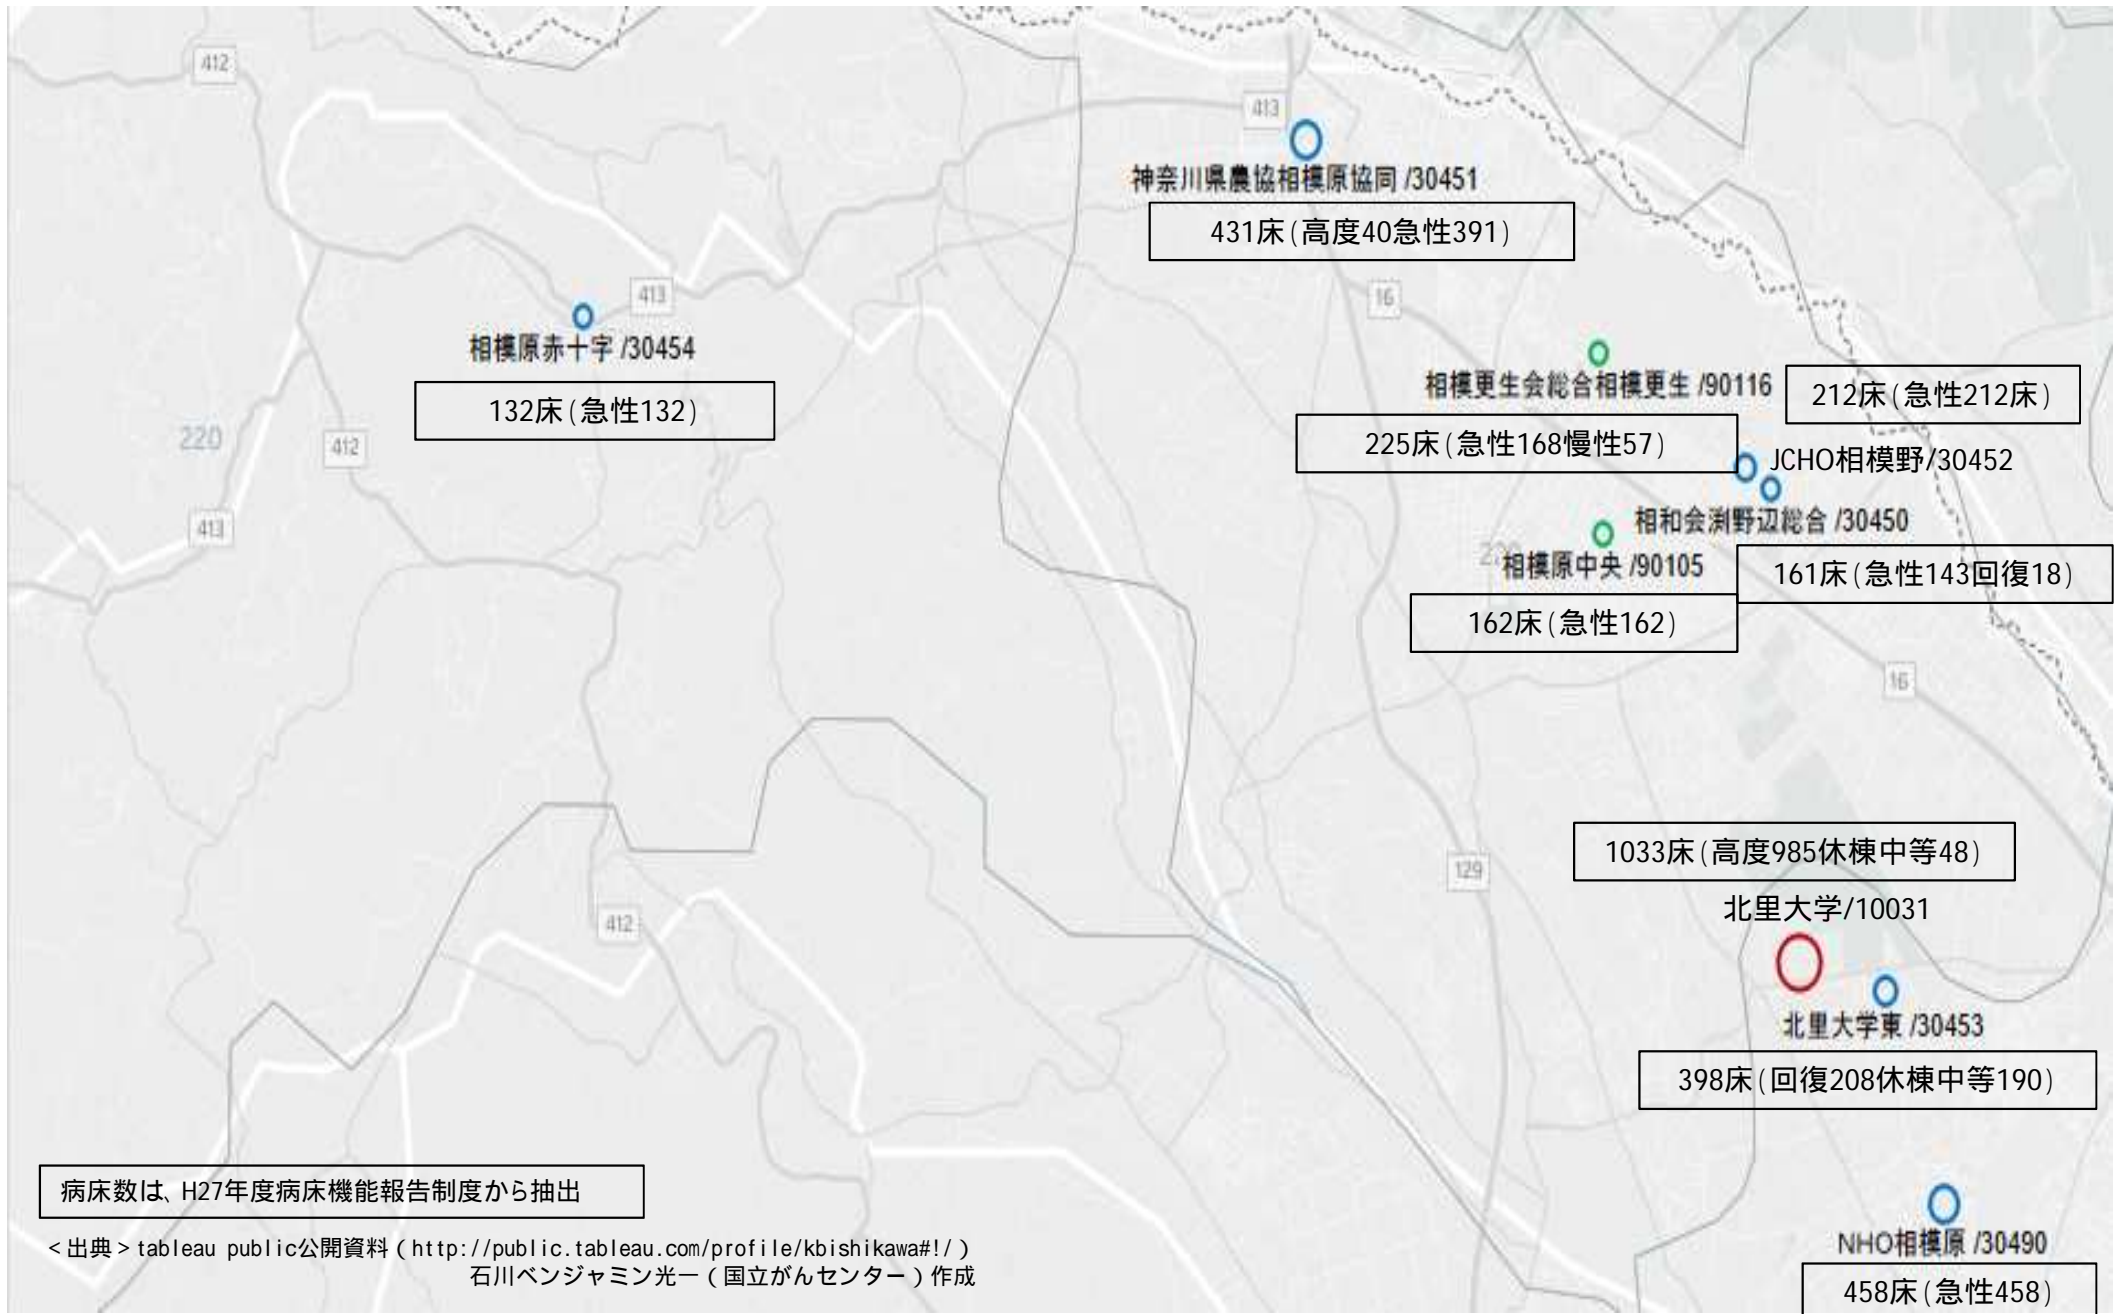 412
413
神奈川県農協相模原協同 /30451
431床(高度40急性391)
413
16
相模原赤十字 /30454
132床(急性132)
相模更生会総合相模更生 /90116
212床(急性212床)
225床(急性168慢性57)
220
412
JCHO相模野/30452
相和会渕野辺総合 /30450
413
相模原中央 /90105
161床(急性143回復18)
162床(急性162)
16
1033床(高度985休棟中等48)
129
北里大学/10031
412
北里大学東 /30453
398床(回復208休棟中等190)
病床数は、H27年度病床機能報告制度から抽出
NHO相模原 /30490
<出典>tableau public公開資料(http://public.tableau.com/profile/kbishikawa#!/)
石川ベンジャミン光一(国立がんセンター)作成
458床(急性458)